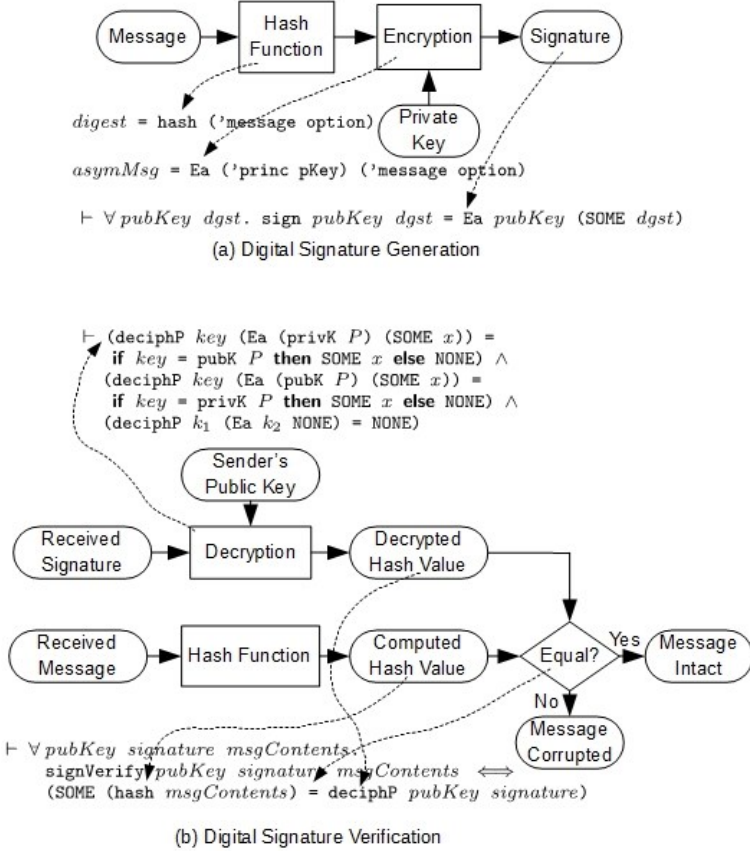 Message
Hash
Function
Encryption
Signature
Private
Key
digest = hash ('message option)
asymMsg = Ea ('princ pKey) ('message option)
⊢ ∀ pubKey dgst. sign pubKey dgst = Ea pubKey (SOME dgst)
(a) Digital Signature Generation
⊢ (deciphP key (Ea (privK P) (SOME x)) =
if key = pubK P then SOME x else NONE) ∧
(deciphP key (Ea (pubK P) (SOME x)) =
if key = privK P then SOME x else NONE) ∧
(deciphP k₁ (Ea k₂ NONE) = NONE)
Sender's
Public Key
Received
Signature
Decryption
Decrypted
Hash Value
Received
Message
Hash Function
Computed
Hash Value
Equal?
Yes
Message
Intact
No
Message
Corrupted
⊢ ∀ pubKey signature msgContents.
signVerify pubKey signature msgContents ⟺
(SOME (hash msgContents) = deciphP pubKey signature)
(b) Digital Signature Verification